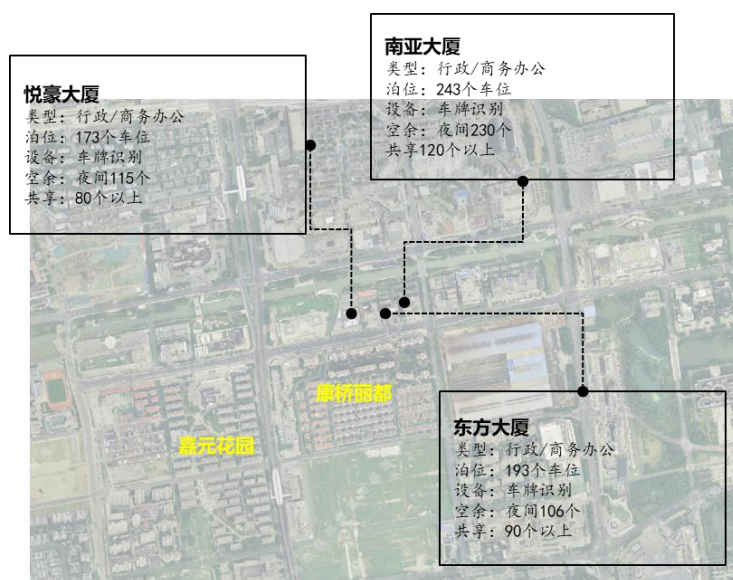 悦豪大厦
类型：行政/商务办公
泊位：173个车位
设备：车牌识别
空余：夜间115个
共享：80个以上
南亚大厦
类型：行政/商务办公
泊位：243个车位
设备：车牌识别
空余：夜间230个
共享120个以上
康桥丽都
嘉元花园
东方大厦
类型：行政/商务办公
泊位：193个车位
设备：车牌识别
空余：夜间106个
共享：90个以上